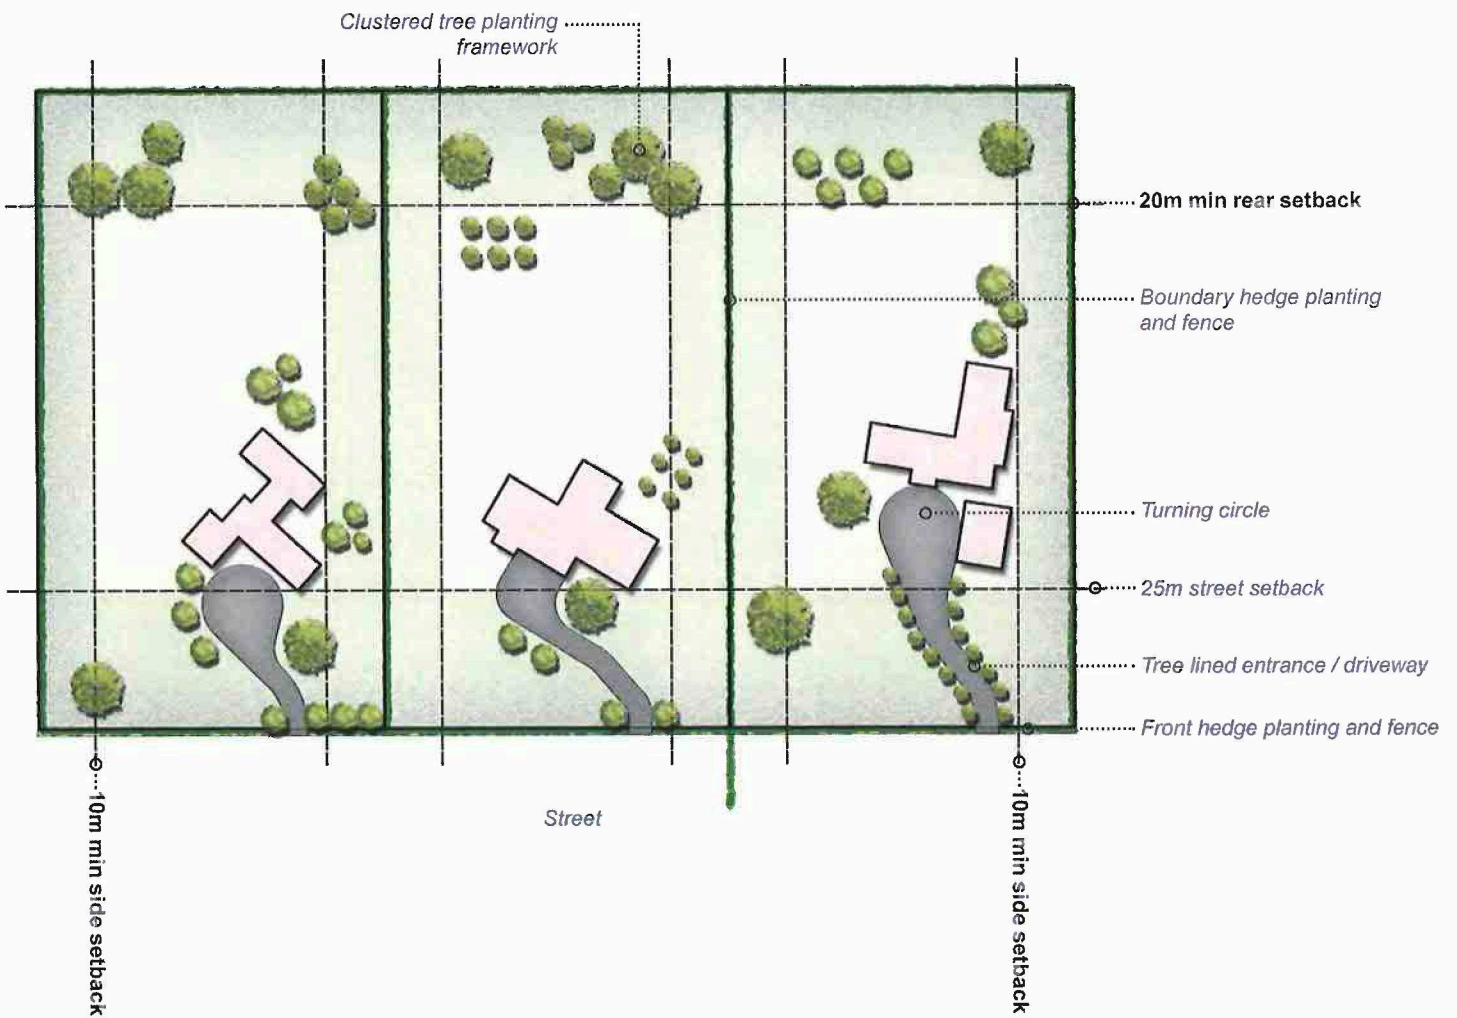 Clustered tree planting
framework
20m min rear setback
Boundary hedge planting
and fence
Turning circle
25m street setback
Tree lined entrance / driveway
Front hedge planting and fence
Street
10m min side setback
10m min side setback